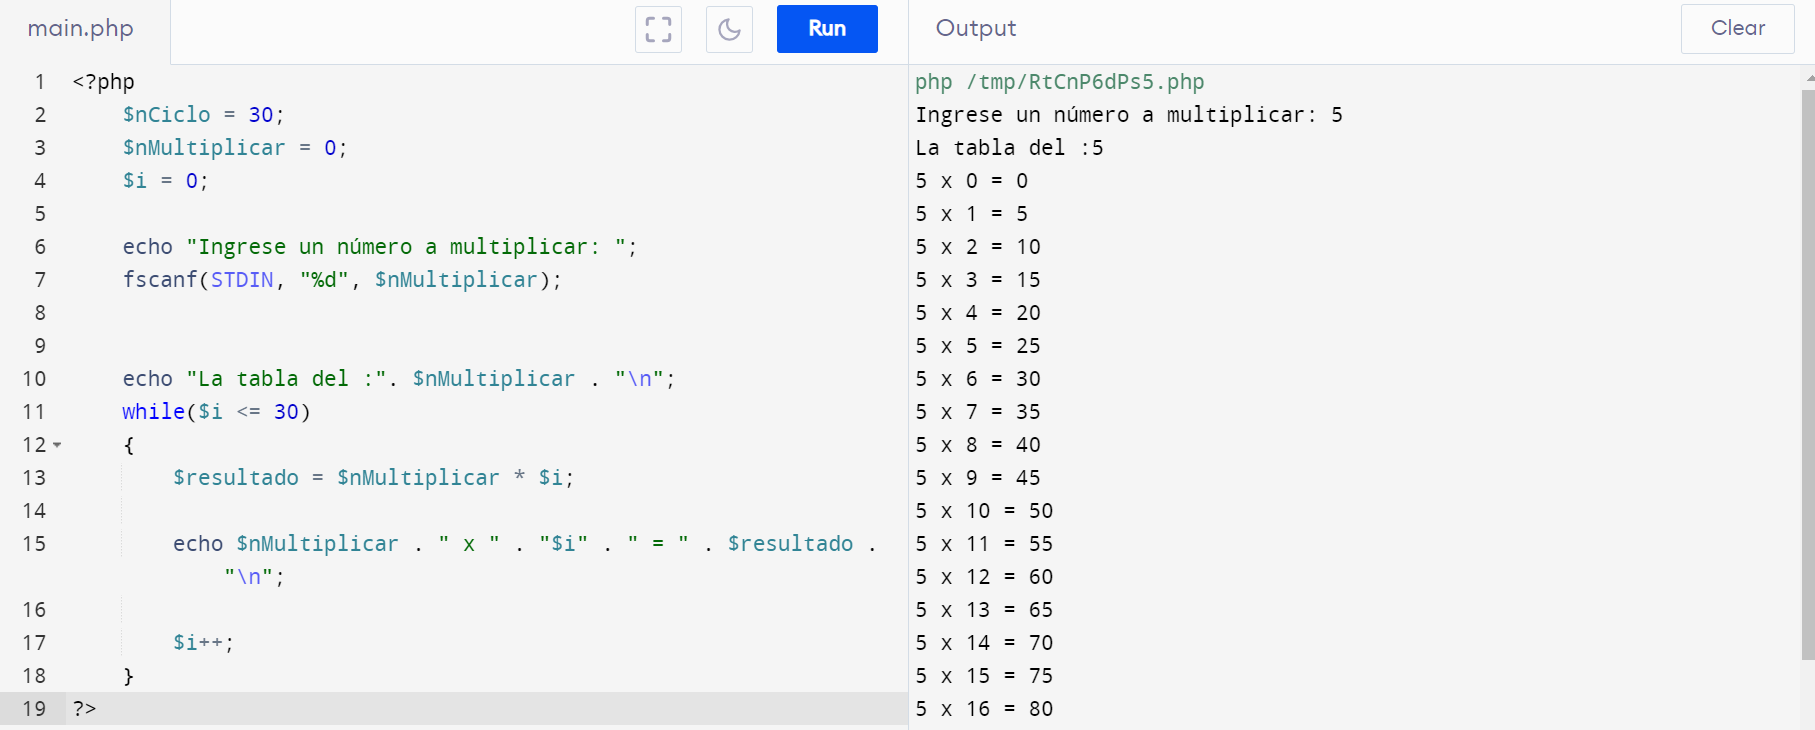 main.php
Run
1 <?php
2 $nCiclo = 30;
3 $nMultiplicar = 0;
4 $i = 0;
5
6 echo "Ingrese un número a multiplicar: ";
7 fscanf(STDIN, "%d", $nMultiplicar);
8
9
10 echo "La tabla del :". $nMultiplicar . "\n";
11 while($i <= 30)
12 {
13 $resultado = $nMultiplicar * $i;
14
15 echo $nMultiplicar . " x " . "$i" . " = " . $resultado .
"\n";
16
17 $i++;
18 }
19 ?>
Output
Clear
php /tmp/RtCnP6dPs5.php
Ingrese un número a multiplicar: 5
La tabla del :5
5 x 0 = 0
5 x 1 = 5
5 x 2 = 10
5 x 3 = 15
5 x 4 = 20
5 x 5 = 25
5 x 6 = 30
5 x 7 = 35
5 x 8 = 40
5 x 9 = 45
5 x 10 = 50
5 x 11 = 55
5 x 12 = 60
5 x 13 = 65
5 x 14 = 70
5 x 15 = 75
5 x 16 = 80